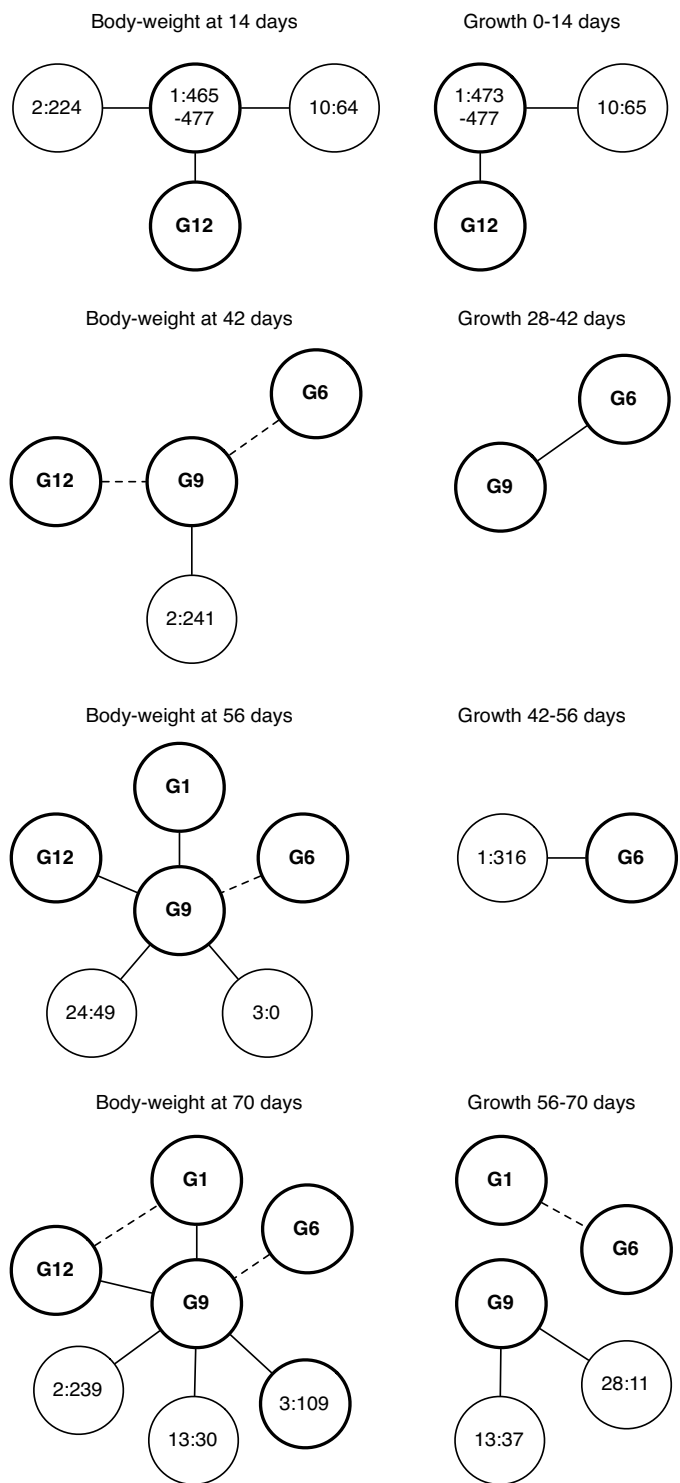 Body-weight at 14 days
Growth 0-14 days
2:224
1:465
-477
10:64
G12
1:473
-477
10:65
G12
Body-weight at 42 days
Growth 28-42 days
G6
G12
G9
2:241
G6
G9
Body-weight at 56 days
Growth 42-56 days
G1
G12
G6
G9
24:49
3:0
1:316
G6
Body-weight at 70 days
Growth 56-70 days
G1
G6
G12
G9
2:239
3:109
13:30
G1
G6
G9
28:11
13:37